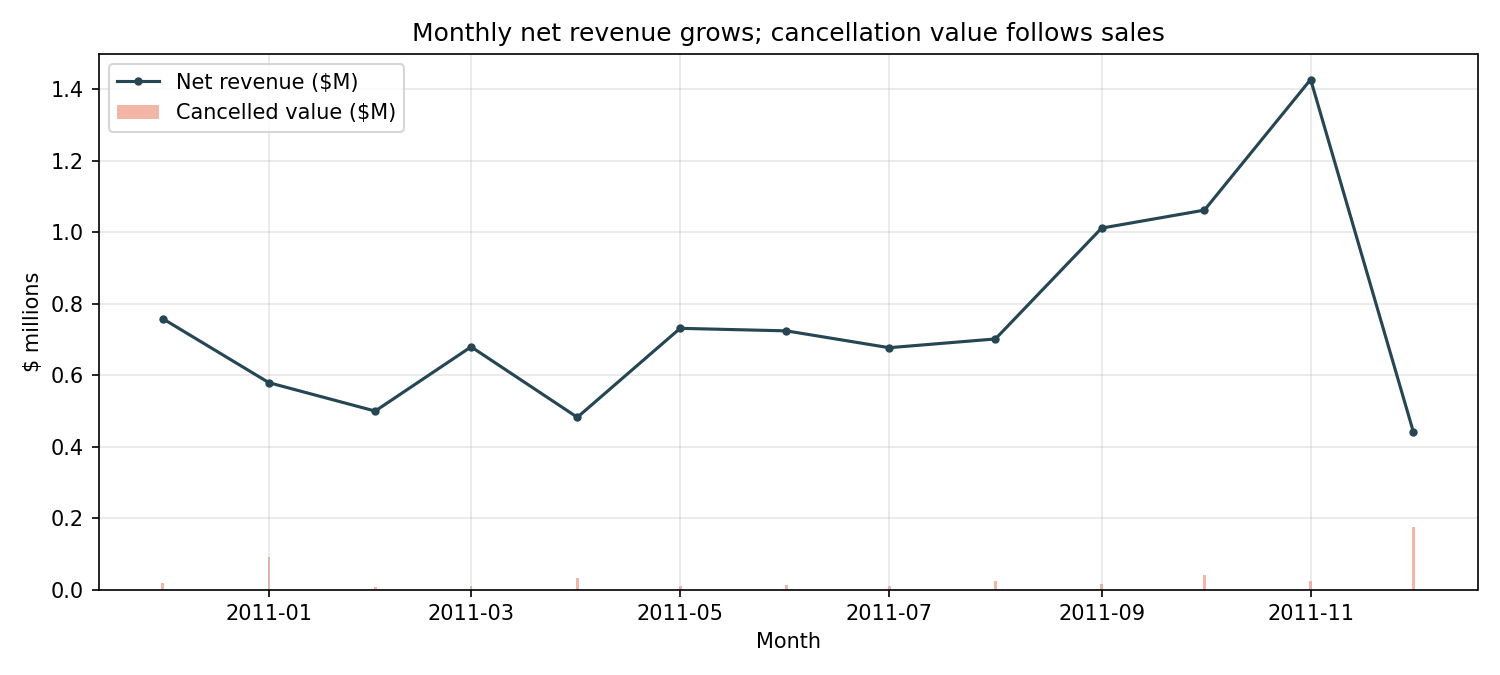 Monthly net revenue grows; cancellation value follows sales
Net revenue ($M)
Cancelled value ($M)
1.4
1.2
1.0
0.8
0.6
0.4
0.2
0.0
$ millions
2011-01 2011-03 2011-05 2011-07 2011-09 2011-11
Month